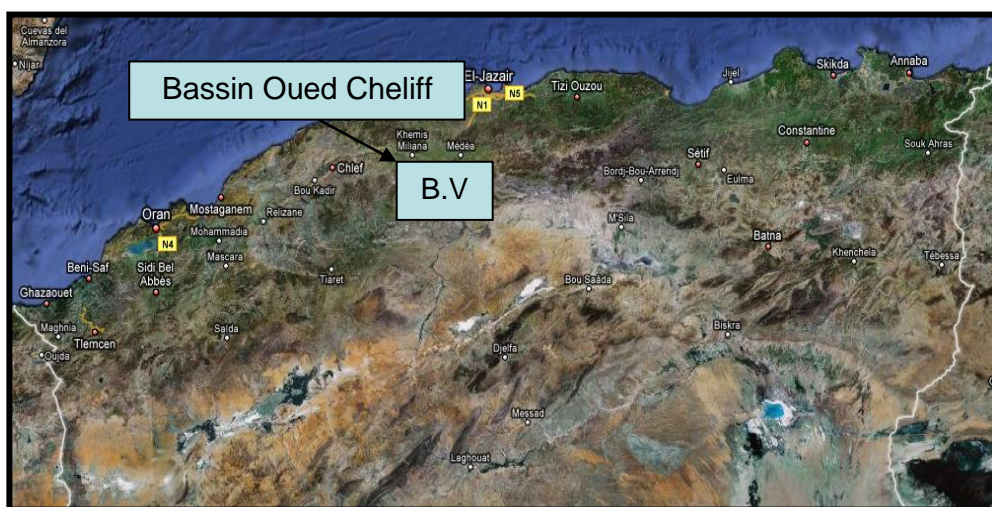 Cuevas del
Almanzora
Nijar
Bassin Oued Cheliff
El-Jazair
N1
N5
Tizi Ouzou
Jijel
Skikda
Annaba
Khemis
Miliana
Médéa
Constantine
Souk Ahras
Chlef
Bou Kadir
B.V
Sétif
Eulma
Bordj-Bou-Arreridj
Mostaganem
Relizane
Oran
N4
Mohammadia
Mascara
M'Sila
Batna
Khenchela
Tébessa
Beni-Saf
Sidi Bel
Abbès
Tiaret
Bou Saâda
Ghazaouet
Maghnia
Tlemcen
Oujda
Saïda
Biskra
Djelfa
Messad
Laghouat